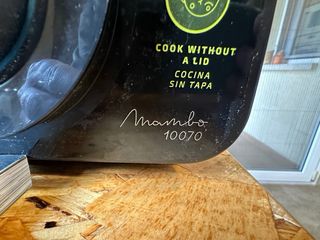 COOK WITHOUT
A LID
COCINA
SIN TAPA
mambo
10070